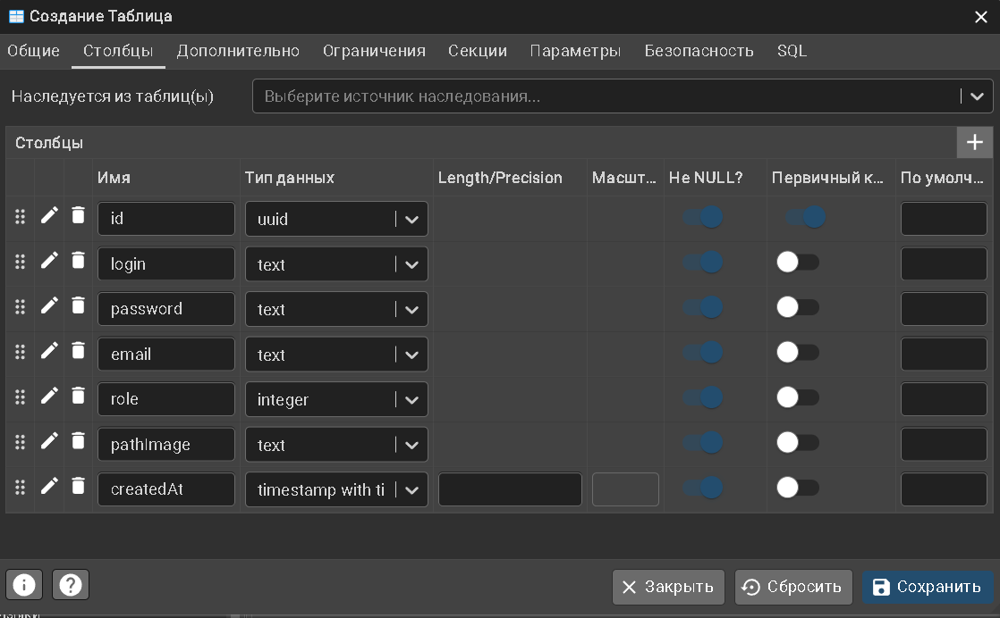 Создание Таблица
Общие Столбцы Дополнительно Ограничения Секции Параметры Безопасность SQL
Наследуется из таблиц(ы) Выберите источник наследования...
Столбцы
Имя Тип данных Length/Precision Масшт... Не NULL? Первичный к... По умолч...
id uuid
login text
password text
email text
role integer
pathImage text
createdAt timestamp with ti
Закрыть Сбросить Сохранить